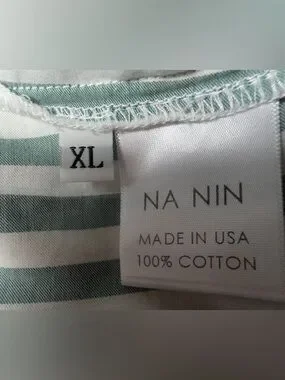 XL
NA NIN
MADE IN USA
100% COTTON